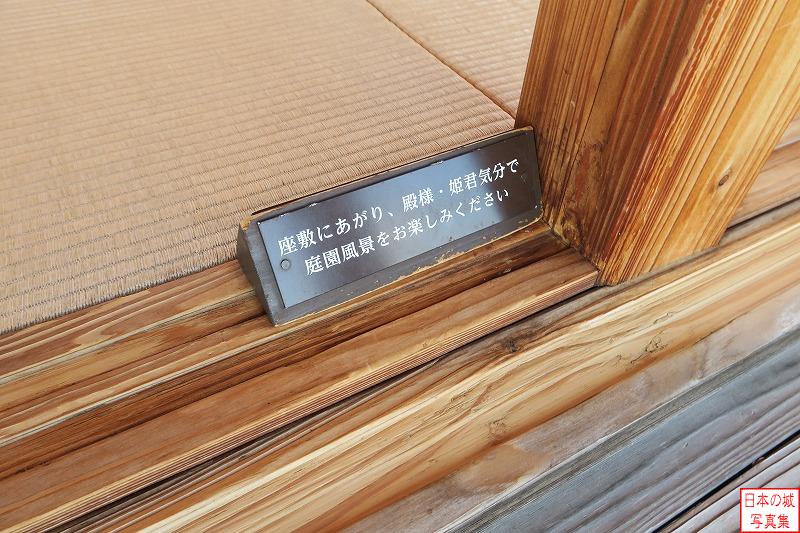 座敷にあがり、殿様・姫君気分で
庭園風景をお楽しみください
日本の城
写真集